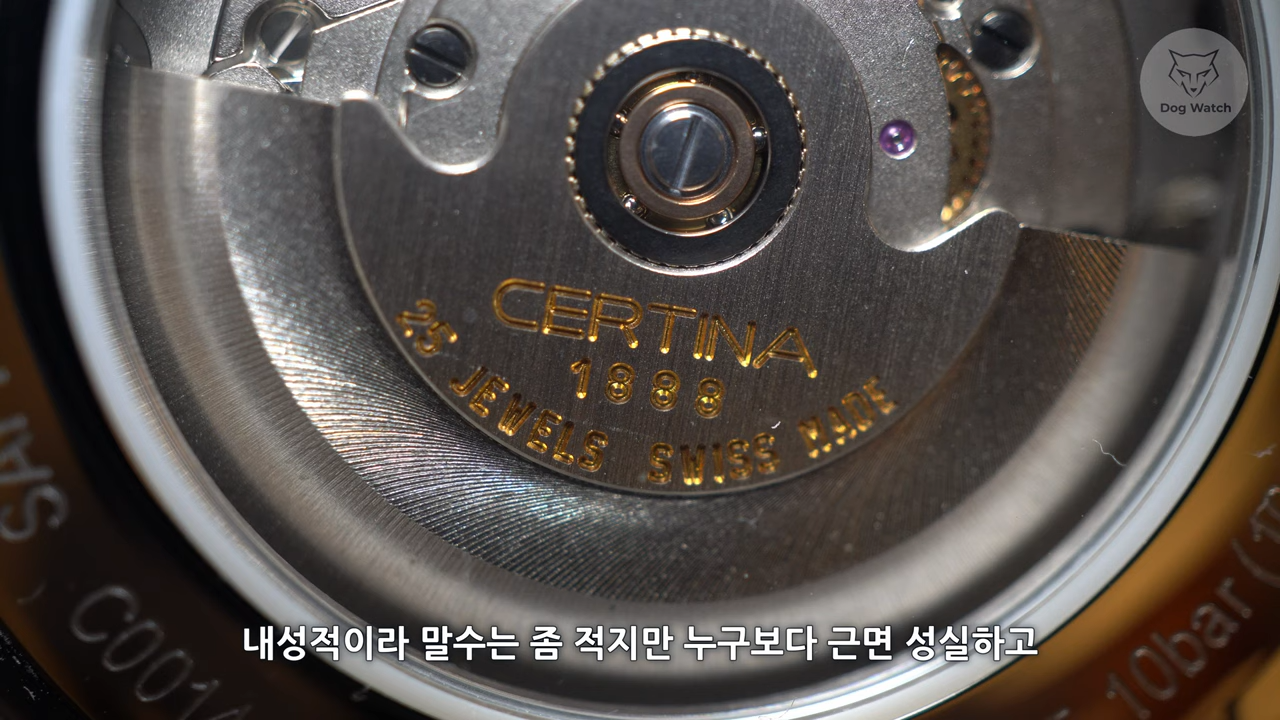 Dog Watch
CERTINA
1888
25 JEWELS SWISS MADE
C001
10bar
내성적이라 말수는 좀 적지만 누구보다 근면 성실하고